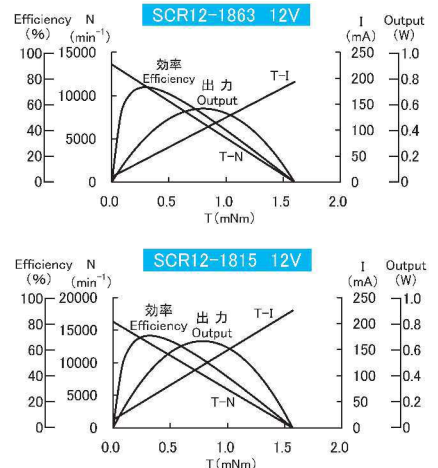 SCR12-1863 12V
Efficiency N I Output
(%) (min⁻¹) (mA) (W)
100 15000 250 1.0
80 200 0.8
60 10000 150 0.6
40 5000 100 0.4
20 50 0.2
0 0 0 0
効率
Efficiency
出力
Output
T-I
T-N
0.0 0.5 1.0 1.5 2.0
T(mNm)
SCR12-1815 12V
Efficiency N I Output
(%) (min⁻¹) (mA) (W)
100 20000 250 1.0
80 15000 200 0.8
60 10000 150 0.6
40 100 0.4
20 5000 50 0.2
0 0 0 0
効率
Efficiency
出力
Output
T-I
T-N
0.0 0.5 1.0 1.5 2.0
T(mNm)